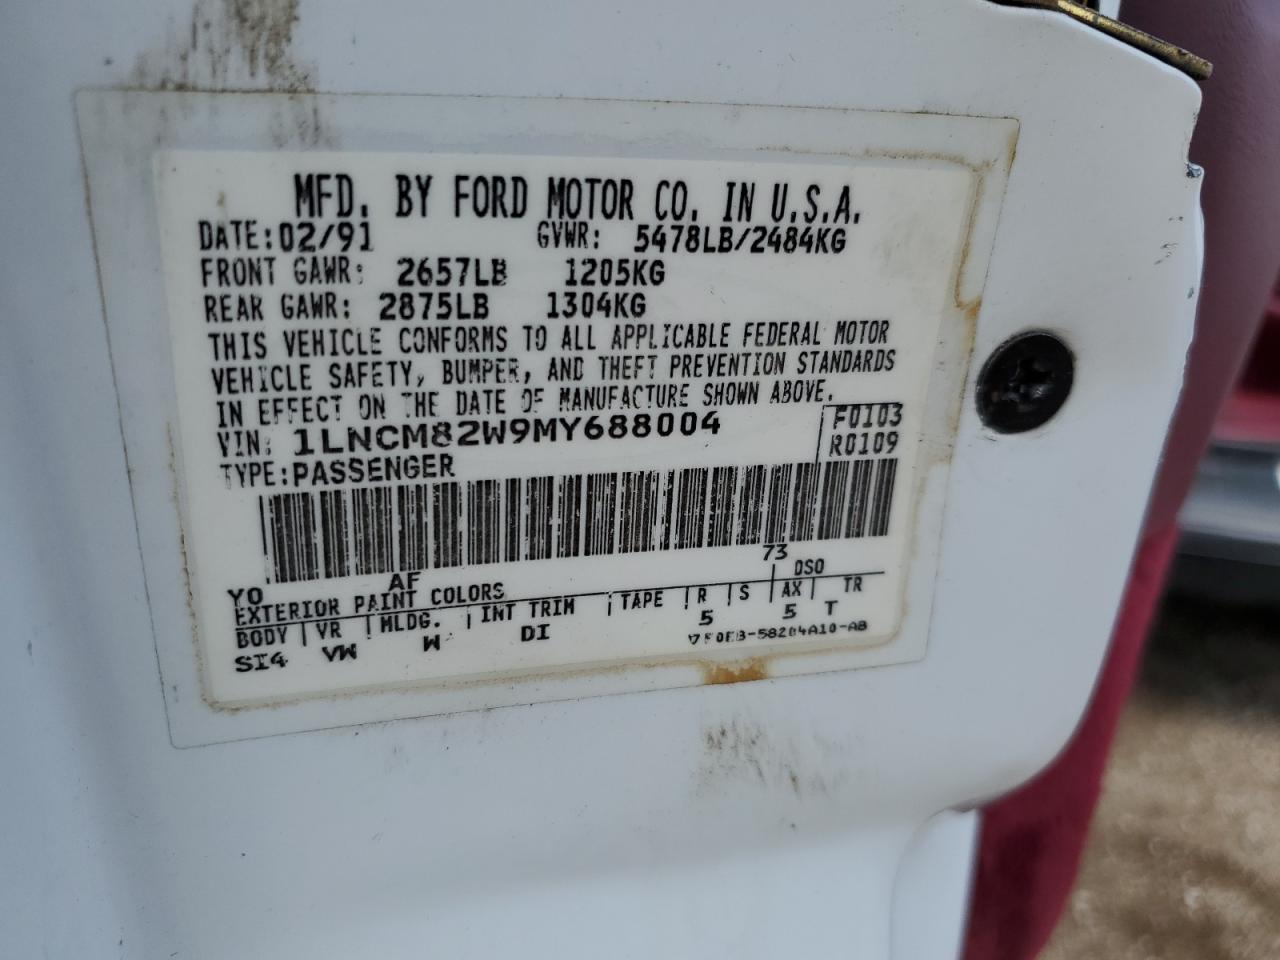 MFD. BY FORD MOTOR CO. IN U.S.A.
DATE: 02/91 GVWR: 5478LB/2484KG
FRONT GAWR: 2657LB 1205KG
REAR GAWR: 2875LB 1304KG
THIS VEHICLE CONFORMS TO ALL APPLICABLE FEDERAL MOTOR
VEHICLE SAFETY, BUMPER, AND THEFT PREVENTION STANDARDS
IN EFFECT ON THE DATE OF MANUFACTURE SHOWN ABOVE.
VIN: 1LNCM82W9MY688004 F0103
TYPE: PASSENGER R0109
73
YO AF DSO
EXTERIOR PAINT COLORS
BODY VR MLDG. INT TRIM TAPE R S AX TR
SI4 VW W DI 5 5 T